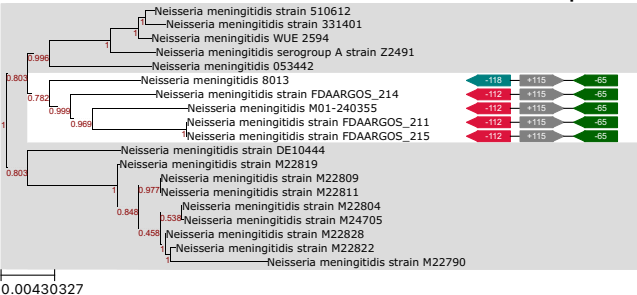 Neisseria meningitidis strain 510612
Neisseria meningitidis strain 331401
1
Neisseria meningitidis WUE 2594
1
Neisseria meningitidis serogroup A strain Z2491
0.996
Neisseria meningitidis 053442
0.803
Neisseria meningitidis 8013 -118 +115 -65
0.782
Neisseria meningitidis strain FDAARGOS_214 -112 +115 -65
0.999
Neisseria meningitidis M01-240355 -112 +115 -65
0.969
Neisseria meningitidis strain FDAARGOS_211 -112 +115 -65
1
1
Neisseria meningitidis strain FDAARGOS_215 -112 +115 -65
Neisseria meningitidis strain DE10444
0.803
Neisseria meningitidis strain M22819
Neisseria meningitidis strain M22809
1
0.977
Neisseria meningitidis strain M22811
0.848
Neisseria meningitidis strain M22804
0.538
Neisseria meningitidis strain M24705
0.458
Neisseria meningitidis strain M22828
1
Neisseria meningitidis strain M22822
1
Neisseria meningitidis strain M22790
0.00430327